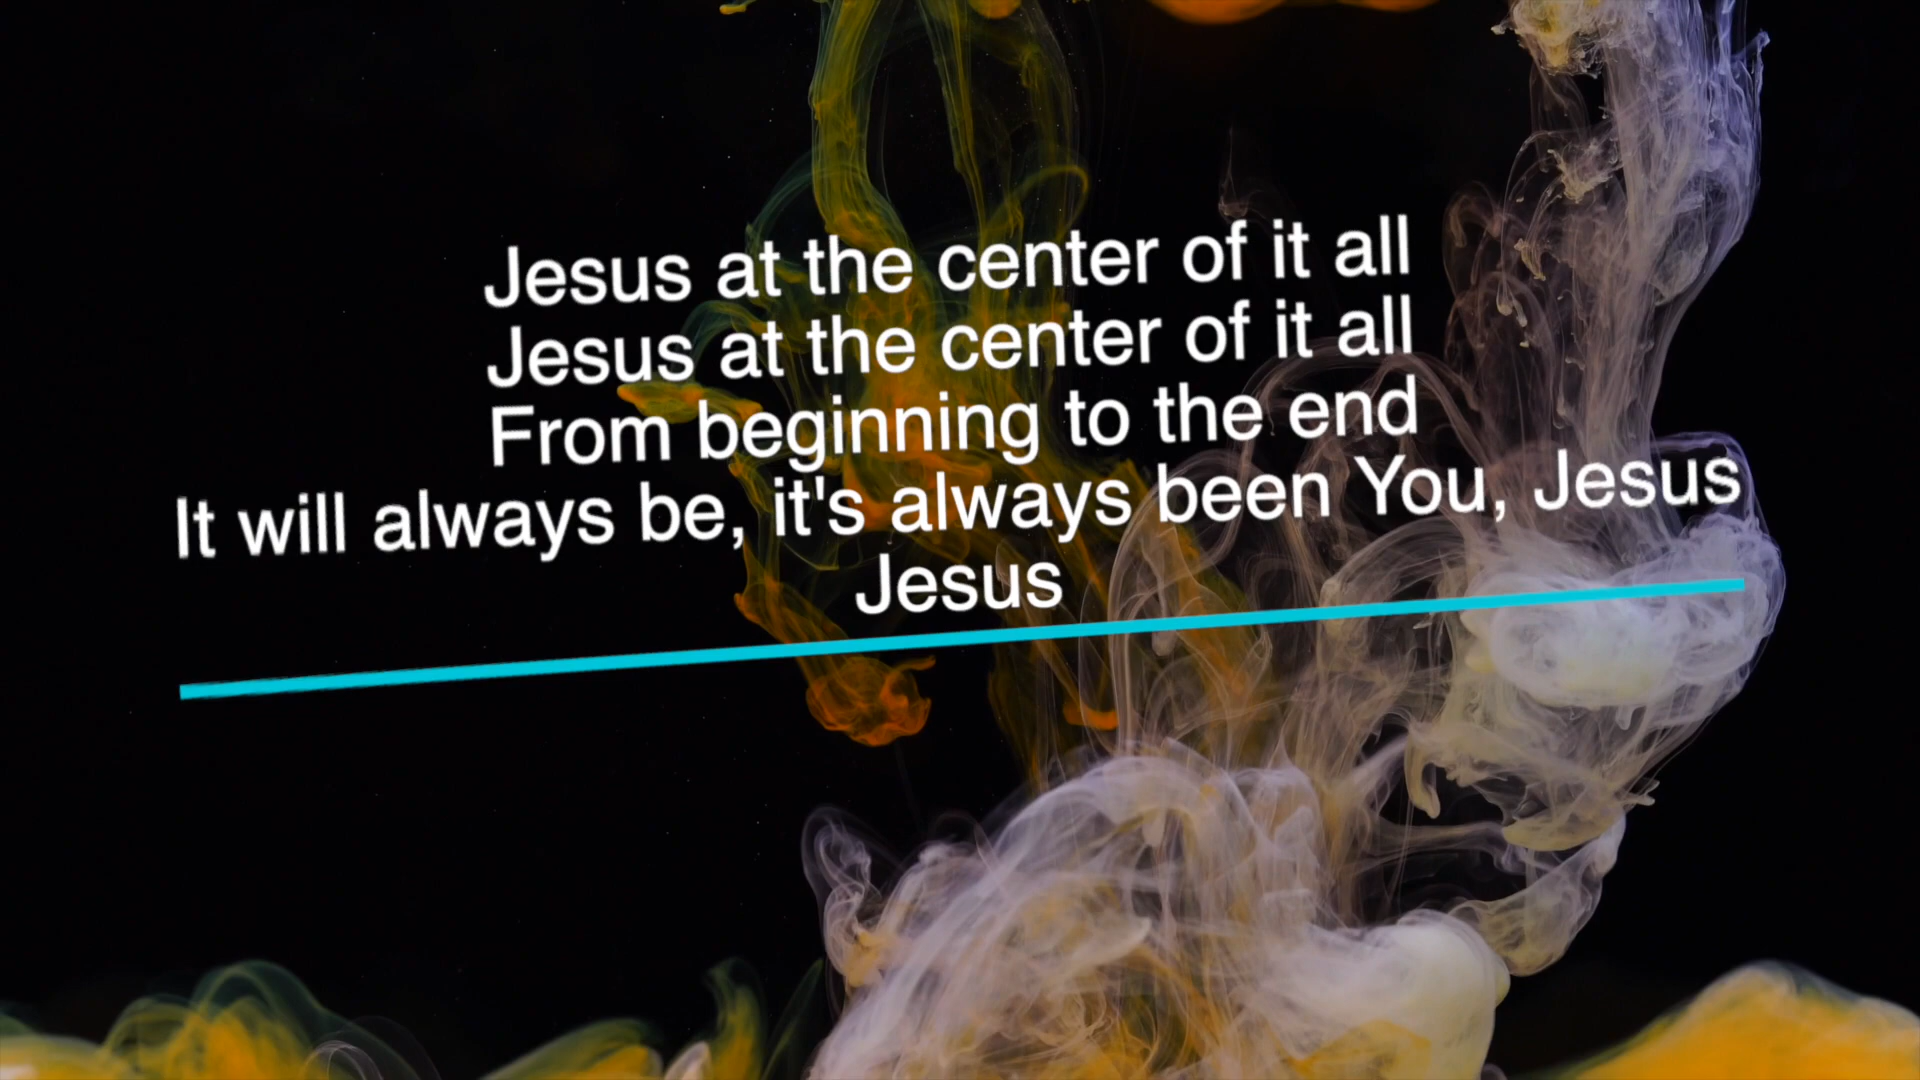 Jesus at the center of it all
Jesus at the center of it all
From beginning to the end
It will always be, it's always been You, Jesus
Jesus